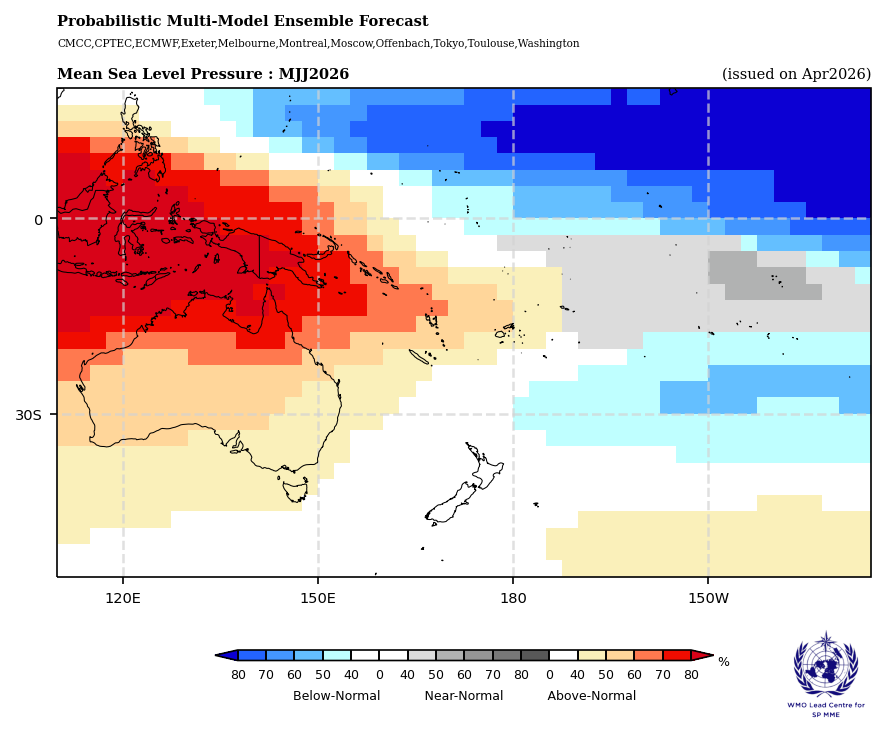 Probabilistic Multi-Model Ensemble Forecast
CMCC,CPTEC,ECMWF,Exeter,Melbourne,Montreal,Moscow,Offenbach,Tokyo,Toulouse,Washington
Mean Sea Level Pressure : MJJ2026 (issued on Apr2026)
0
30S
120E 150E 180 150W
80 70 60 50 40 0 40 50 60 70 80 0 40 50 60 70 80 %
Below-Normal Near-Normal Above-Normal
WMO Lead Centre for
SP MME